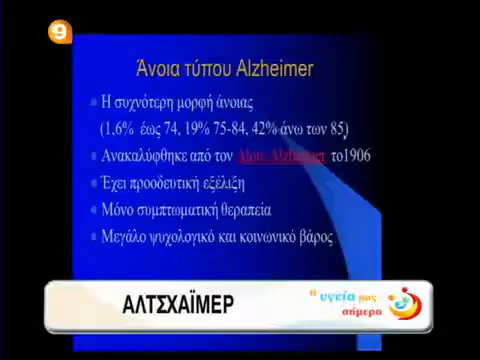 9
Άνοια τύπου Alzheimer
Η συχνότερη μορφή άνοιας
(1,6% έως 74, 19% 75-84, 42% άνω των 85)
Ανακαλύφθηκε από τον Alois Alzheimer το1906
Έχει προοδευτική εξέλιξη
Μόνο συμπτωματική θεραπεία
Μεγάλο ψυχολογικό και κοινωνικό βάρος
ΑΛΤΣΧΑΪΜΕΡ
η υγεία μας
σήμερα